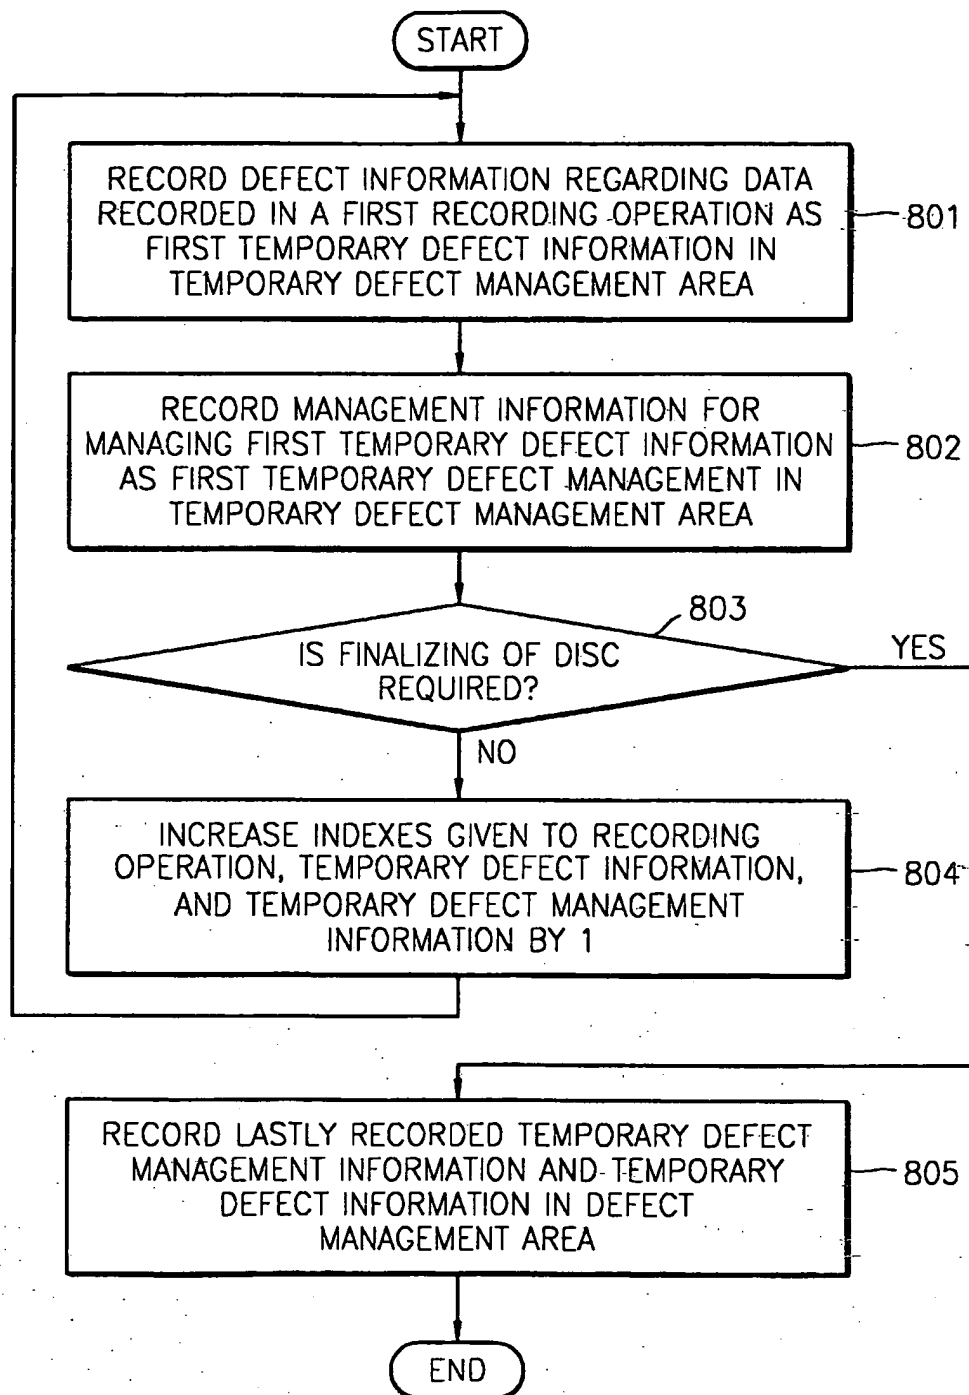 START
RECORD DEFECT INFORMATION REGARDING DATA
RECORDED IN A FIRST RECORDING OPERATION AS
FIRST TEMPORARY DEFECT INFORMATION IN
TEMPORARY DEFECT MANAGEMENT AREA
801
RECORD MANAGEMENT INFORMATION FOR
MANAGING FIRST TEMPORARY DEFECT INFORMATION
AS FIRST TEMPORARY DEFECT MANAGEMENT IN
TEMPORARY DEFECT MANAGEMENT AREA
802
803
IS FINALIZING OF DISC
REQUIRED?
YES
NO
INCREASE INDEXES GIVEN TO RECORDING
OPERATION, TEMPORARY DEFECT INFORMATION,
AND TEMPORARY DEFECT MANAGEMENT
INFORMATION BY 1
804
RECORD LASTLY RECORDED TEMPORARY DEFECT
MANAGEMENT INFORMATION AND TEMPORARY
DEFECT INFORMATION IN DEFECT
MANAGEMENT AREA
805
END